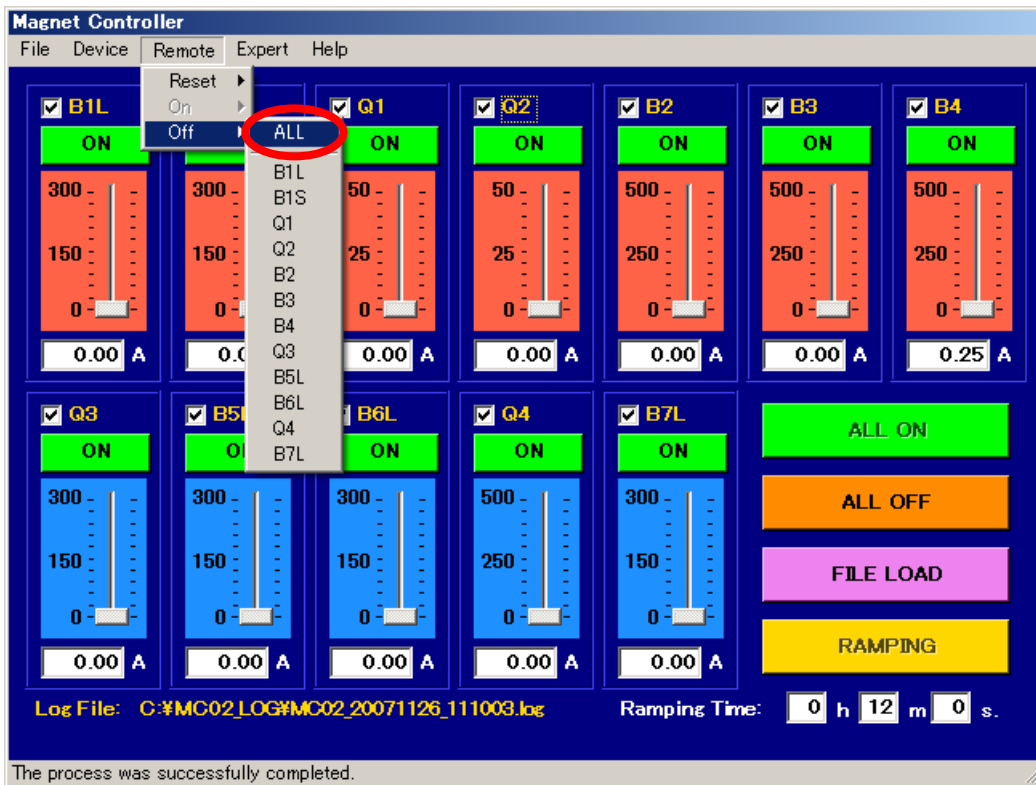 Magnet Controller
File Device Remote Expert Help
Reset
On
Off
ALL
B1L
B1S
Q1
Q2
B2
B3
B4
Q3
B5L
B6L
Q4
B7L
B1L Q1 Q2 B2 B3 B4
ON ON ON ON ON ON
300 300 50 50 500 500 500
150 150 25 25 250 250 250
0 0 0 0 0 0 0
0.00 A 0.00 A 0.00 A 0.00 A 0.00 A 0.25 A
Q3 B6L Q4 B7L
ON ON ON ON
300 300 300 500 300
150 150 150 250 150
0 0 0 0 0
0.00 A 0.00 A 0.00 A 0.00 A 0.00 A
ALL ON
ALL OFF
FILE LOAD
RAMPING
Log File: C:¥MC02_LOG¥MC02_20071126_111003.log Ramping Time: 0 h 12 m 0 s.
The process was successfully completed.